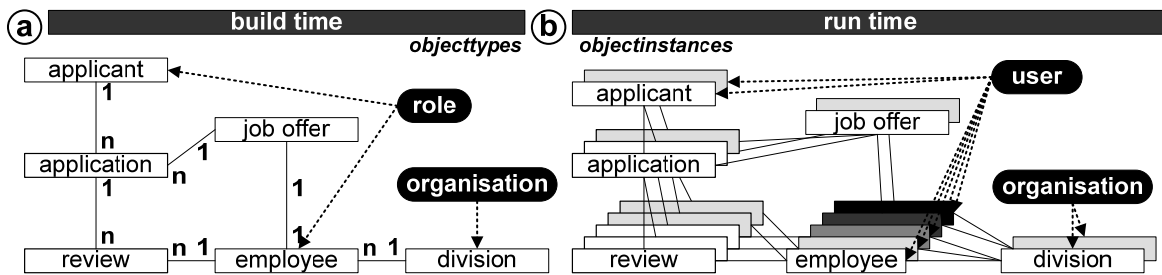 a
build time
objecttypes
applicant
1
role
job offer
n
1
application
n
1
1
organisation
n
n 1
1
n 1
review
employee
division
b
run time
objectinstances
user
applicant
job offer
application
organisation
review
employee
division